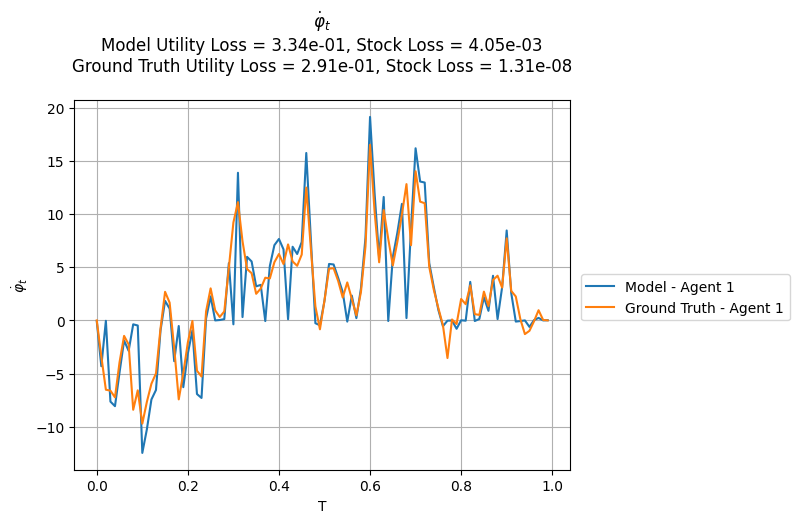 φ̇ₜ
Model Utility Loss = 3.34e-01, Stock Loss = 4.05e-03
Ground Truth Utility Loss = 2.91e-01, Stock Loss = 1.31e-08
20
15
10
5
0
−5
−10
φ̇ₜ
0.0 0.2 0.4 0.6 0.8 1.0
T
Model - Agent 1
Ground Truth - Agent 1